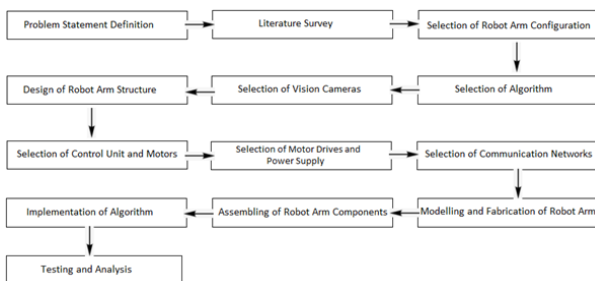 Problem Statement Definition
Literature Survey
Selection of Robot Arm Configuration
Selection of Algorithm
Selection of Vision Cameras
Design of Robot Arm Structure
Selection of Control Unit and Motors
Selection of Motor Drives and
Power Supply
Selection of Communication Networks
Modelling and Fabrication of Robot Arm
Assembling of Robot Arm Components
Implementation of Algorithm
Testing and Analysis